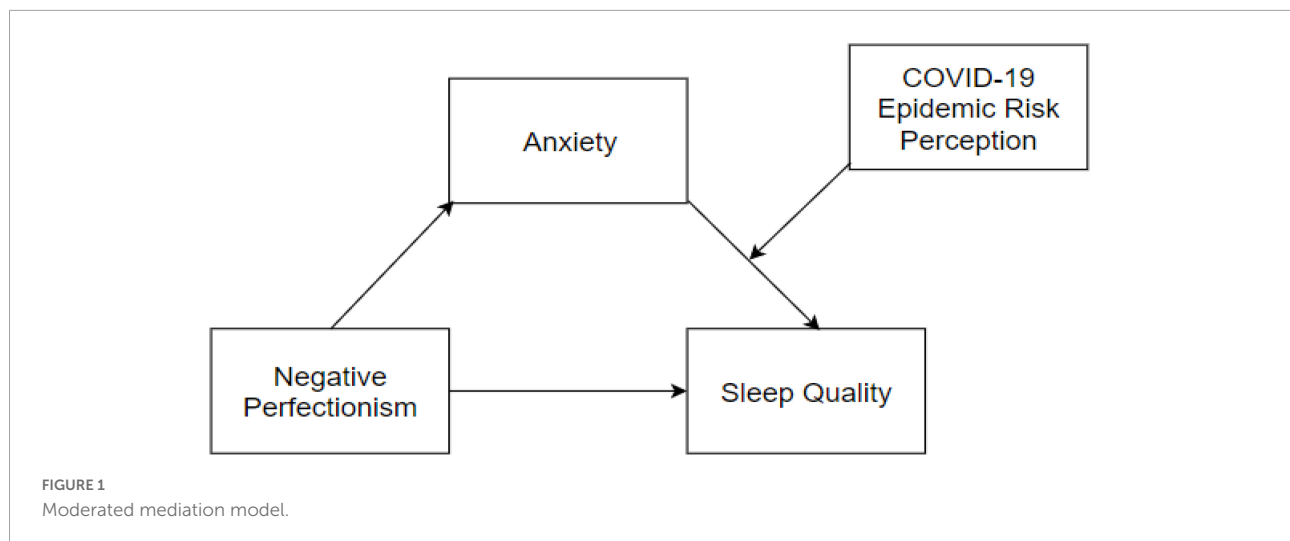 COVID-19
Epidemic Risk
Perception
Anxiety
Negative
Perfectionism
Sleep Quality
FIGURE 1
Moderated mediation model.